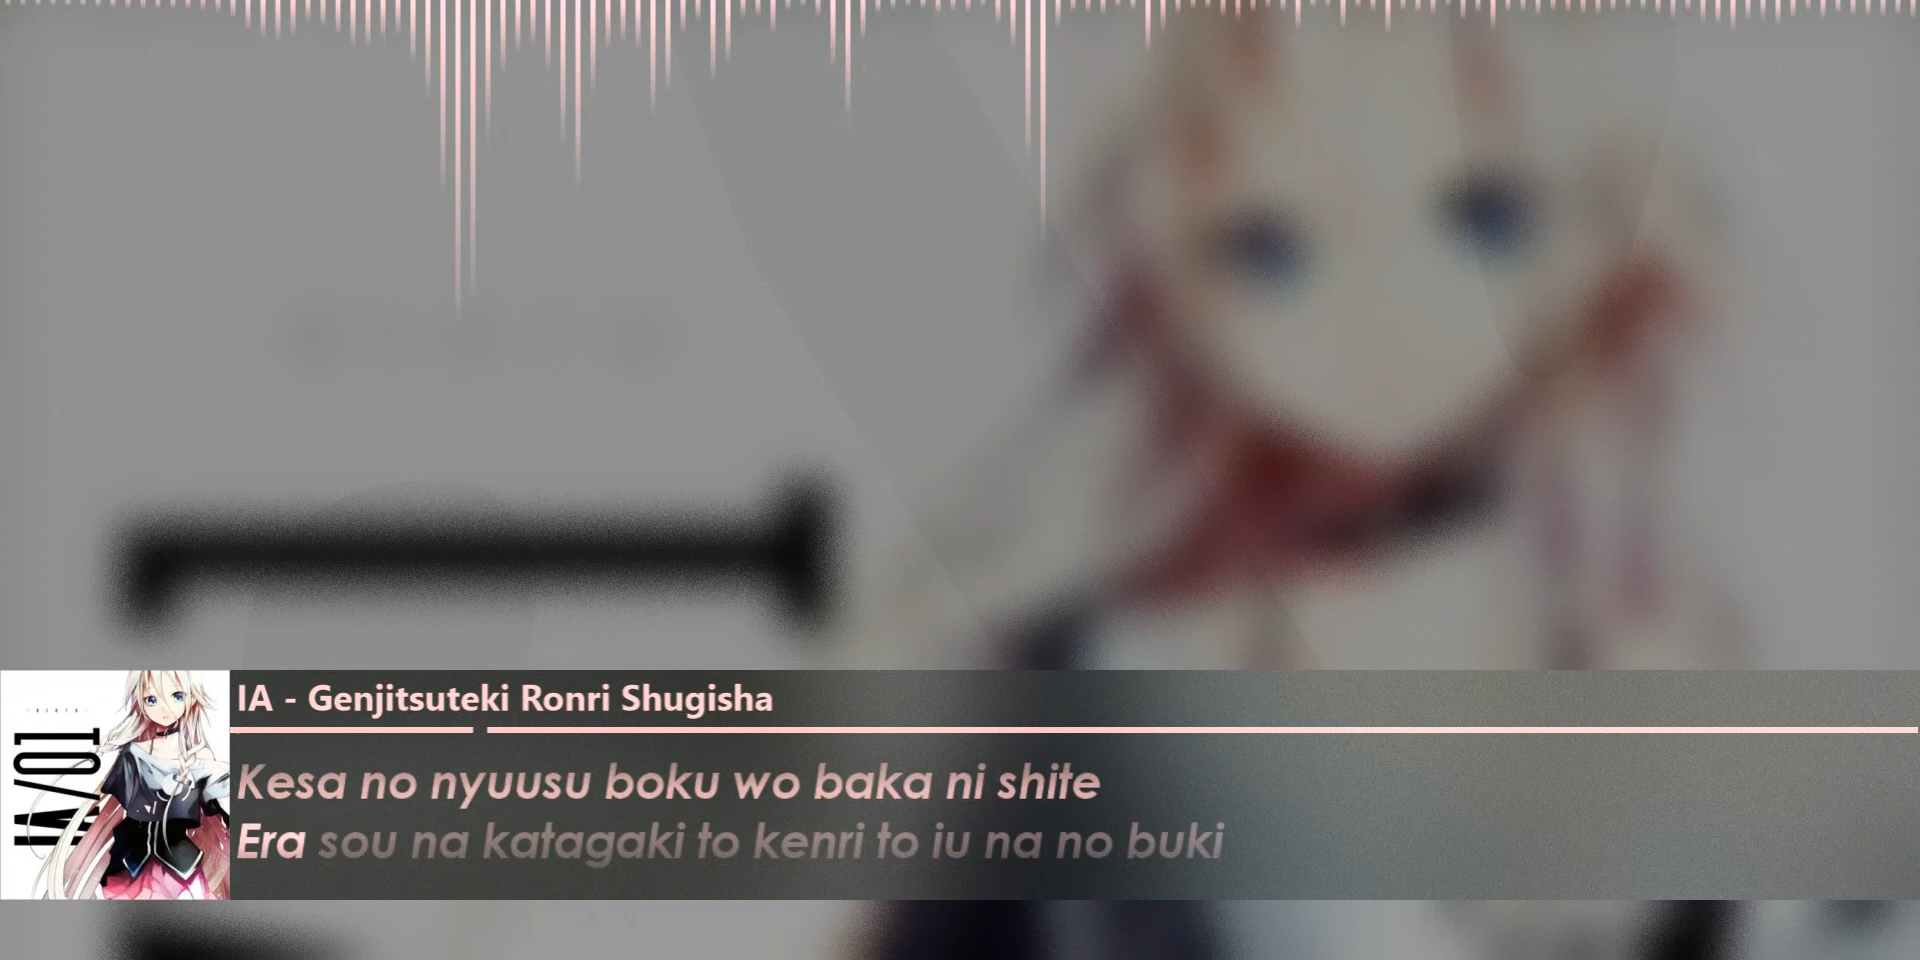 IA - Genjitsuteki Ronri Shugisha
IA/01
Kesa no nyuusu boku wo baka ni shite
Era sou na katagaki to kenri to iu na no buki